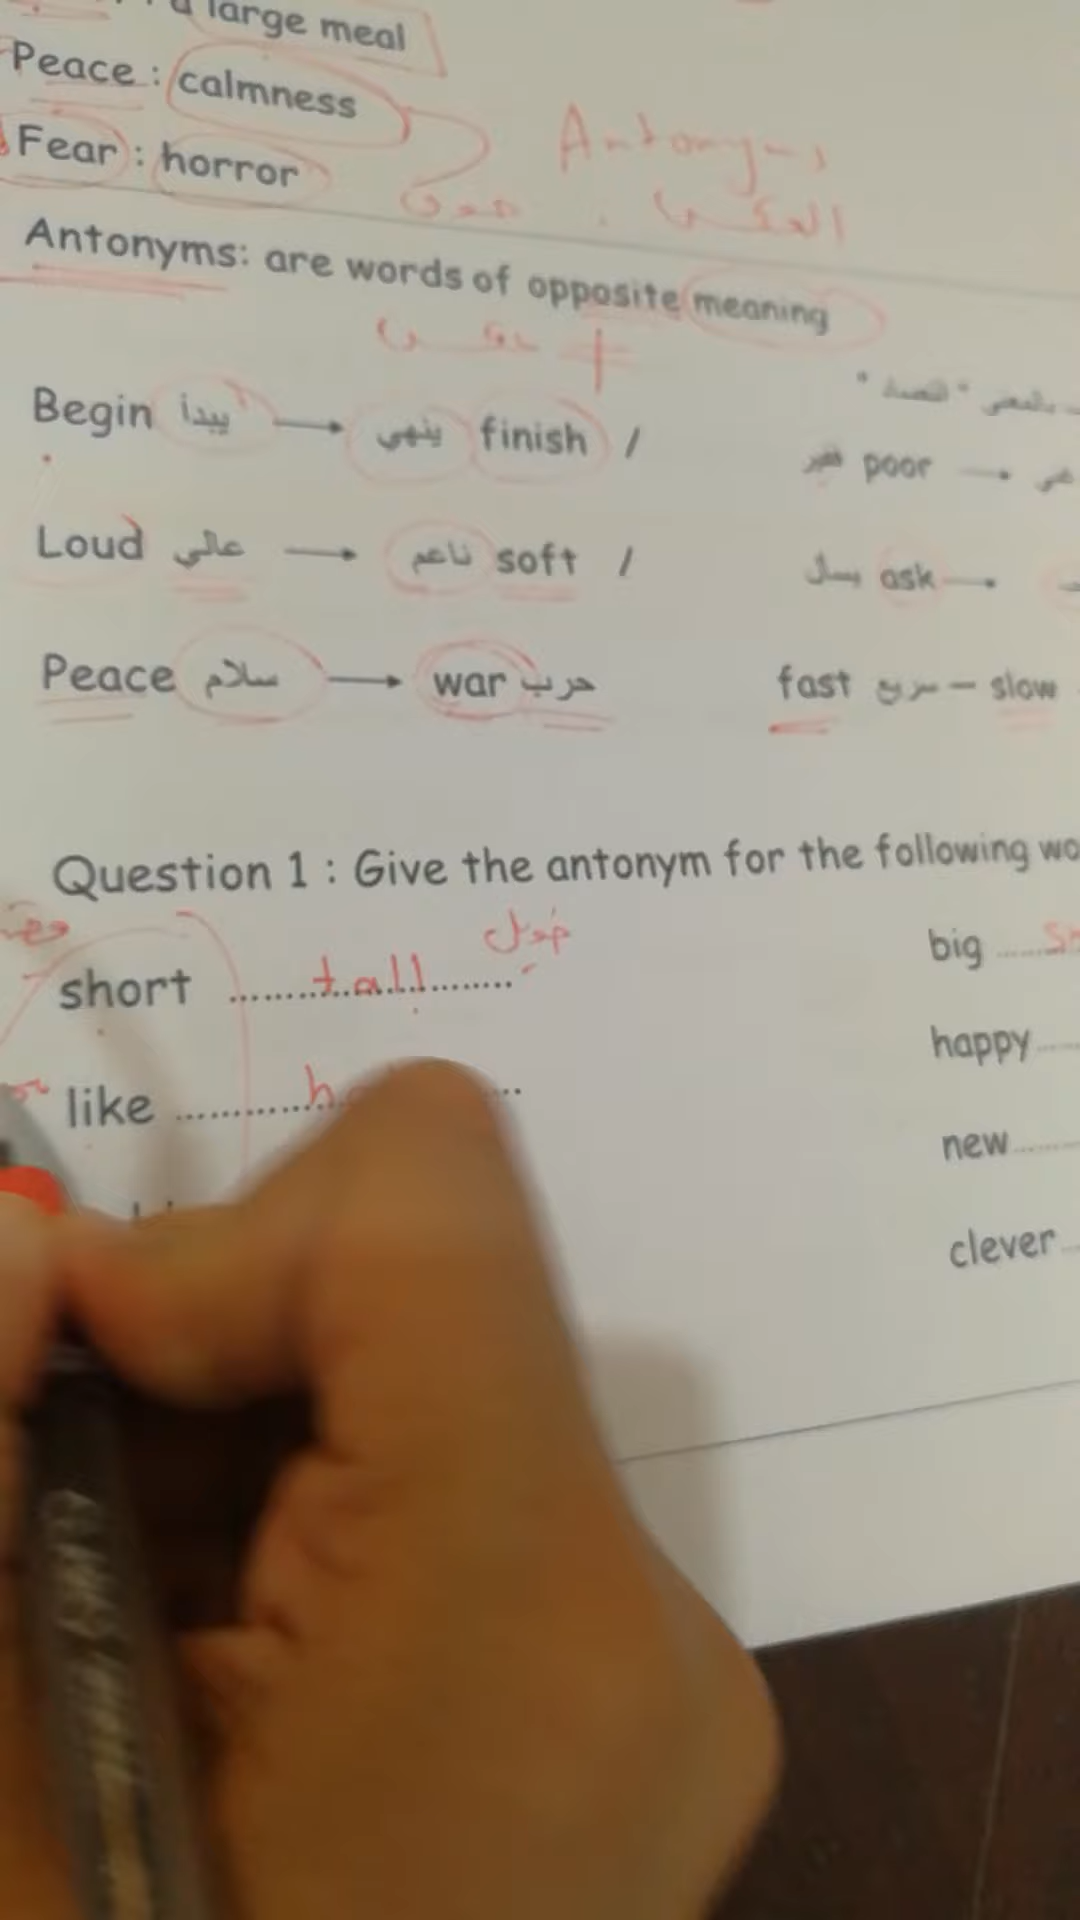 a large meal
Peace : calmness
Fear : horror
Antonyms
العكس
Antonyms: are words of opposite meaning
عكس
Begin يبدأ → ينهي finish /
فقير poor →
Loud عالي → ناعم soft /
يسأل ask →
Peace سلام → war حرب
fast سريع – slow
Question 1 : Give the antonym for the following
short ........ tall ........
big
like
happy
new
clever